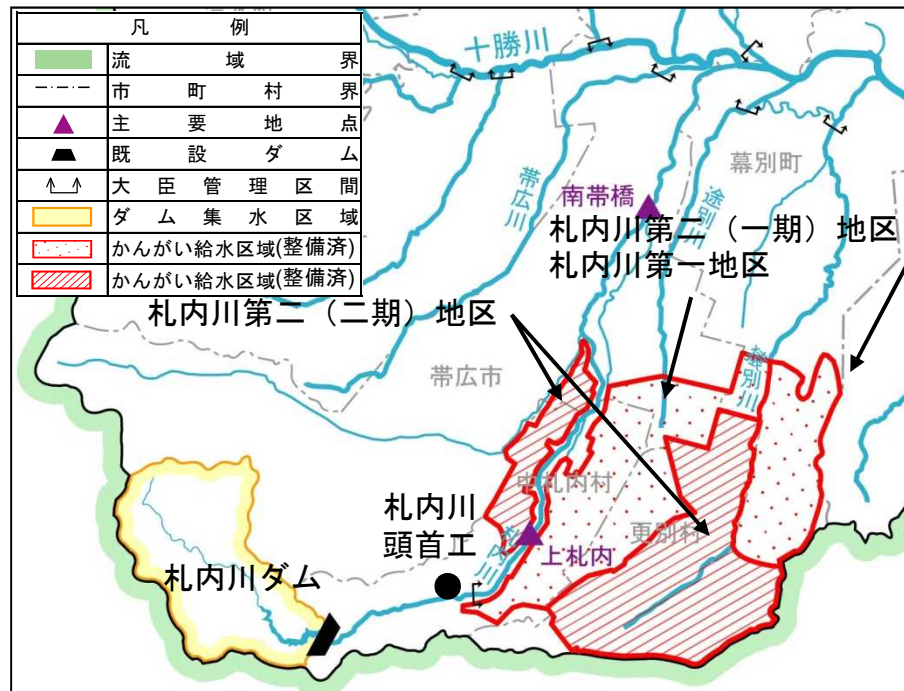 凡例
流域界
市町村界
主要地点
既設ダム
大臣管理区間
ダム集水区域
かんがい給水区域(整備済)
かんがい給水区域(整備済)
十勝川
帯広川
南帯橋
途別川
幕別町
札内川第二（一期）地区
札内川第一地区
札内川第二（二期）地区
帯広市
中札内村
更別村
札内川
頭首工
札内川
上札内
札内川ダム